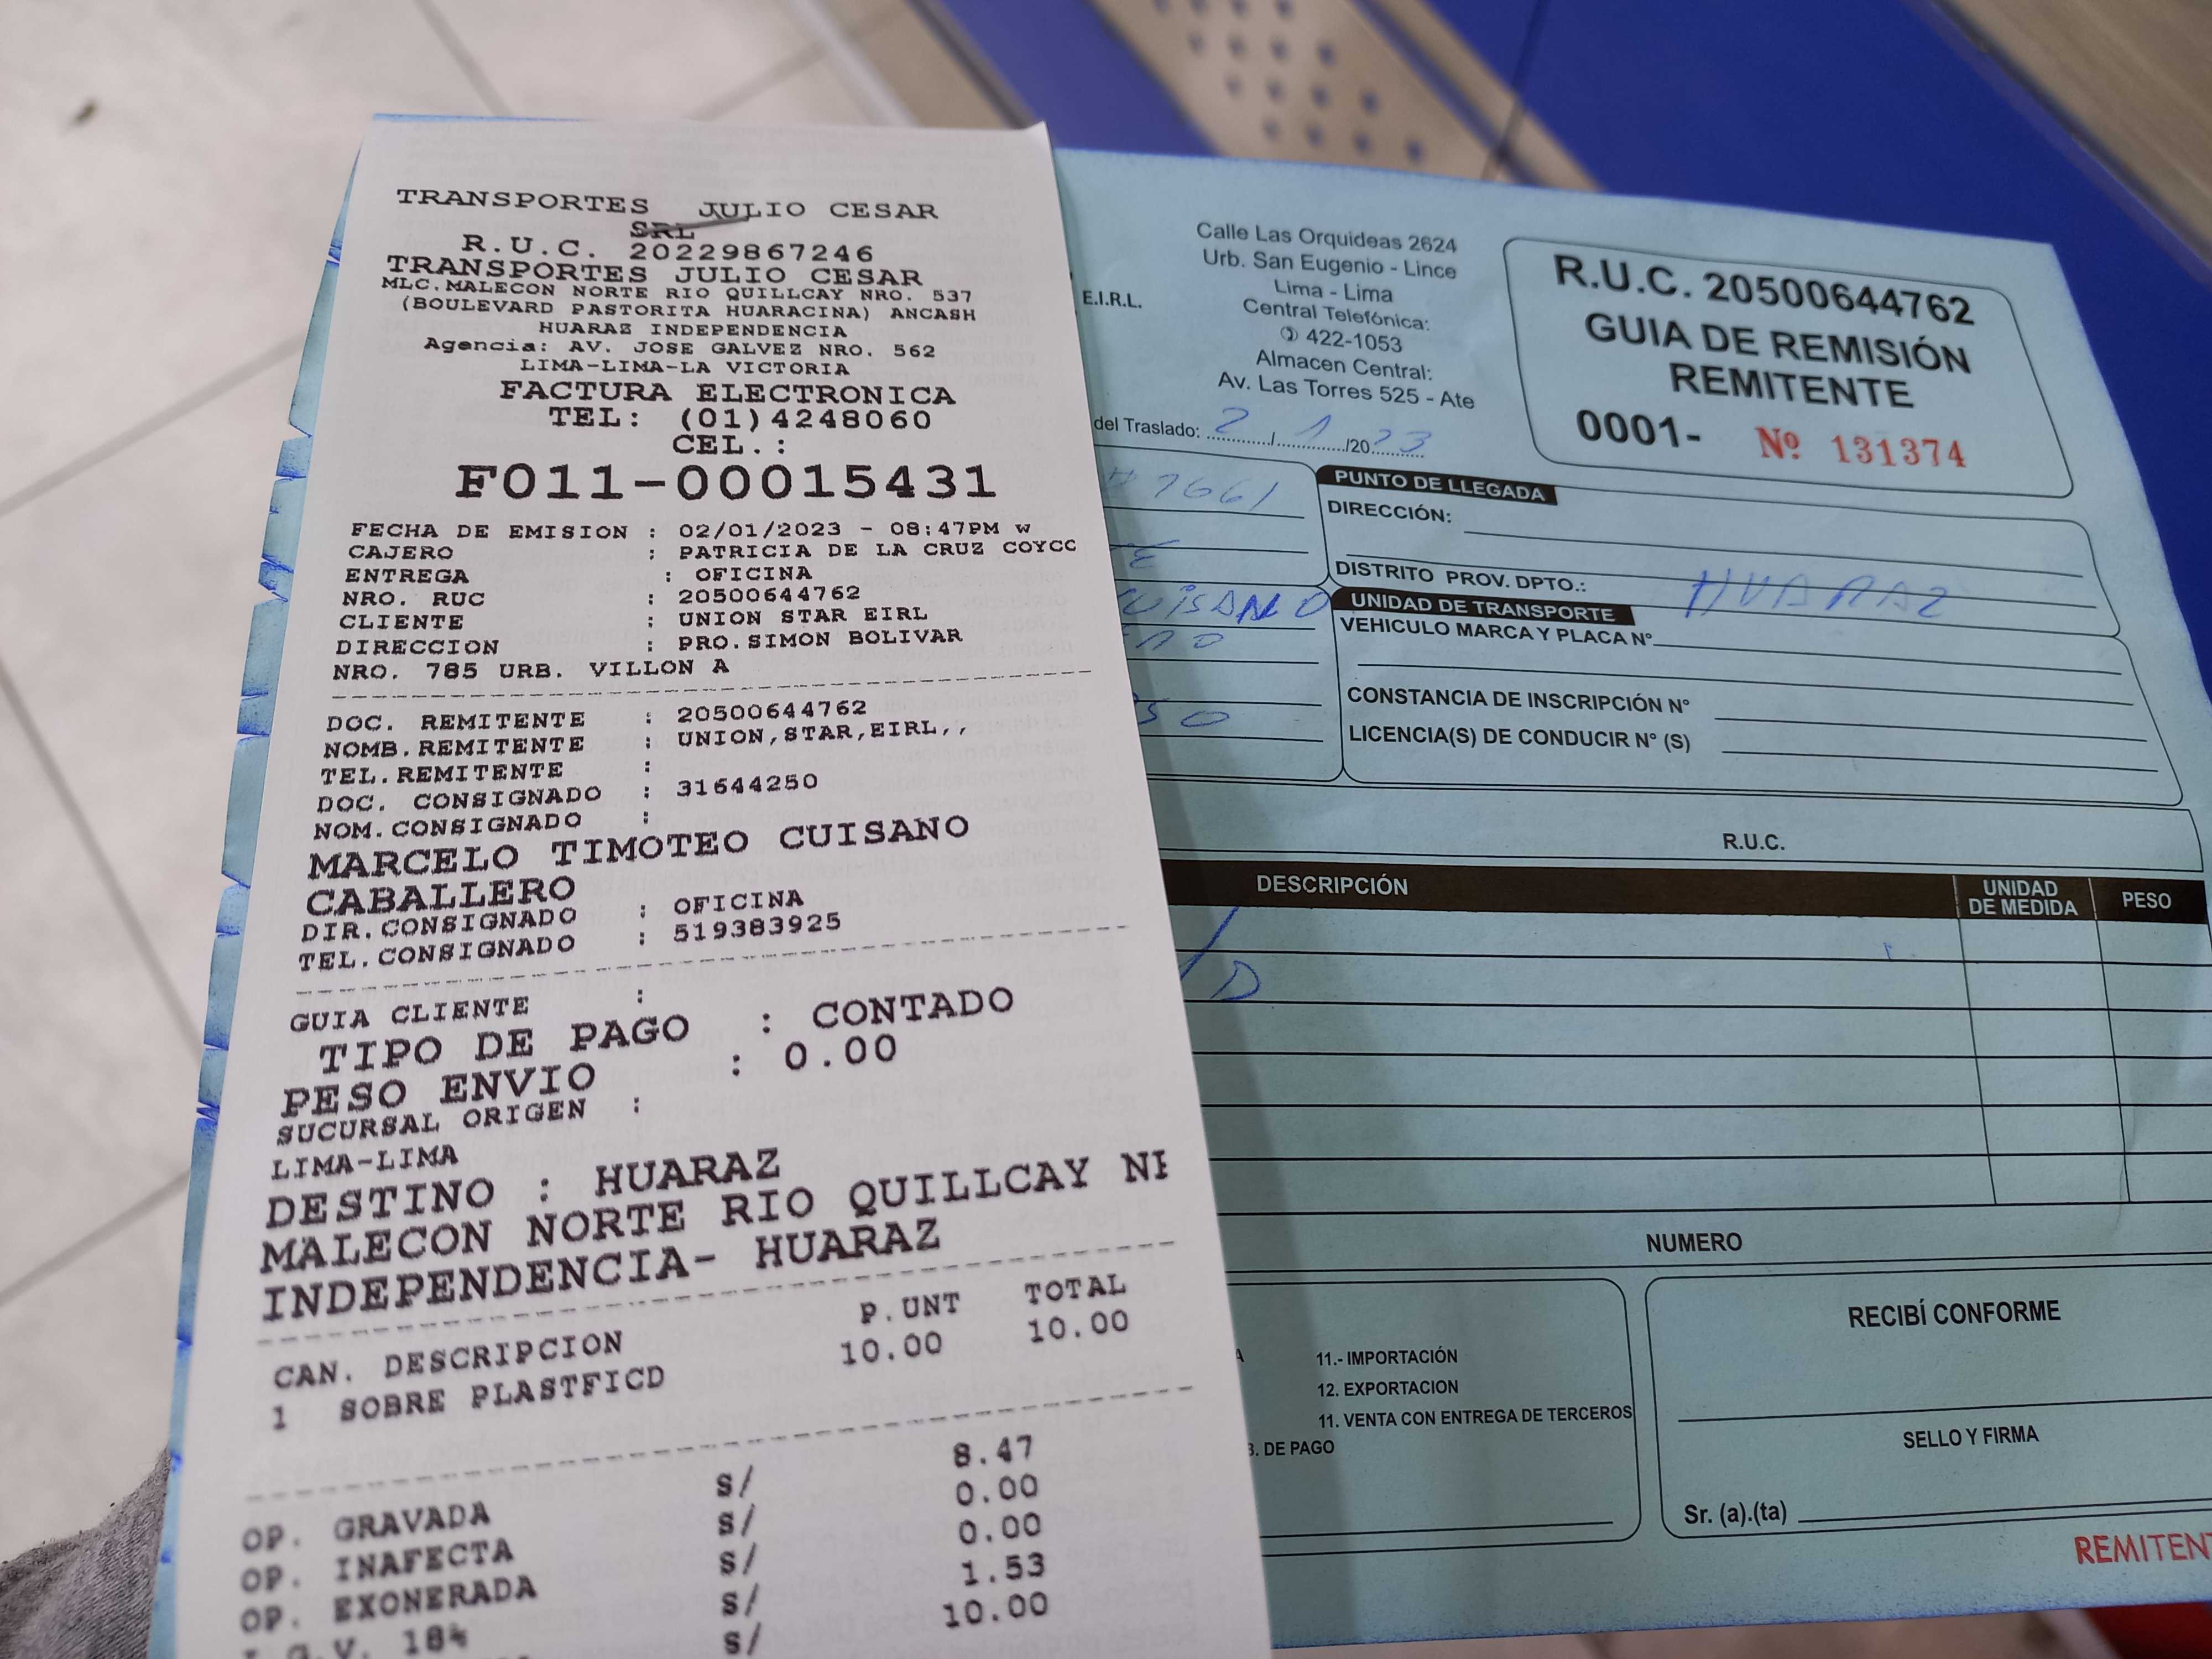 TRANSPORTES JULIO CESAR
SRL
R.U.C. 20229867246
TRANSPORTES JULIO CESAR
MLC.MALECON NORTE RIO QUILLCAY NRO. 537
(BOULEVARD PASTORITA HUARACINA) ANCASH
HUARAZ INDEPENDENCIA
Agencia: AV. JOSE GALVEZ NRO. 562
LIMA-LIMA-LA VICTORIA
FACTURA ELECTRONICA
TEL: (01)4248060
CEL.:
F011-00015431
FECHA DE EMISION : 02/01/2023 - 08:47PM w
CAJERO : PATRICIA DE LA CRUZ COYCC
ENTREGA : OFICINA
NRO. RUC : 20500644762
CLIENTE : UNION STAR EIRL
DIRECCION : PRO.SIMON BOLIVAR
NRO. 785 URB. VILLON A
DOC. REMITENTE : 20500644762
NOMB.REMITENTE : UNION,STAR,EIRL,,
TEL.REMITENTE :
DOC. CONSIGNADO : 31644250
NOM.CONSIGNADO :
MARCELO TIMOTEO CUISANO
CABALLERO
DIR.CONSIGNADO : OFICINA
TEL.CONSIGNADO : 519383925
GUIA CLIENTE :
TIPO DE PAGO : CONTADO
PESO ENVIO : 0.00
SUCURSAL ORIGEN :
LIMA-LIMA
DESTINO : HUARAZ
MALECON NORTE RIO QUILLCAY
INDEPENDENCIA- HUARAZ
CAN. DESCRIPCION P.UNT TOTAL
1 SOBRE PLASTFICD 10.00 10.00
OP. GRAVADA S/ 8.47
OP. INAFECTA S/ 0.00
OP. EXONERADA S/ 0.00
I.G.V. 18% S/ 1.53
S/ 10.00
E.I.R.L.
Calle Las Orquideas 2624
Urb. San Eugenio - Lince
Lima - Lima
Central Telefónica:
422-1053
Almacen Central:
Av. Las Torres 525 - Ate
R.U.C. 20500644762
GUIA DE REMISIÓN
REMITENTE
0001- Nº 131374
del Traslado: 2/1/2023
PUNTO DE LLEGADA
DIRECCIÓN:
DISTRITO PROV. DPTO.: HUARAZ
CUISANO
UNIDAD DE TRANSPORTE
VEHICULO MARCA Y PLACA N°
CONSTANCIA DE INSCRIPCIÓN N°
LICENCIA(S) DE CONDUCIR N° (S)
R.U.C.
DESCRIPCIÓN UNIDAD DE MEDIDA PESO
NUMERO
11.- IMPORTACIÓN
12. EXPORTACION
11. VENTA CON ENTREGA DE TERCEROS
DE PAGO
RECIBÍ CONFORME
SELLO Y FIRMA
Sr. (a).(ta)
REMITENT